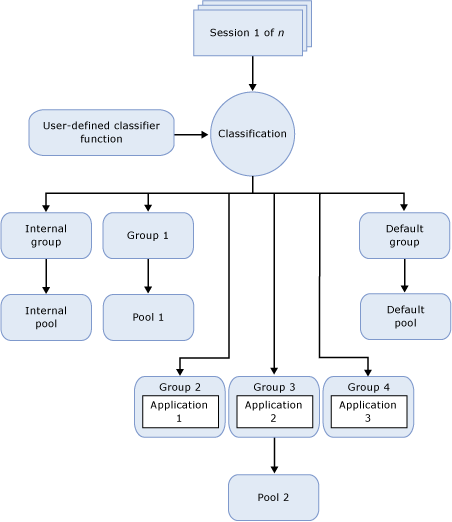 Session 1 of n
User-defined classifier
function
Classification
Internal
group
Group 1
Default
group
Internal
pool
Pool 1
Default
pool
Group 2
Application
1
Group 3
Application
2
Group 4
Application
3
Pool 2